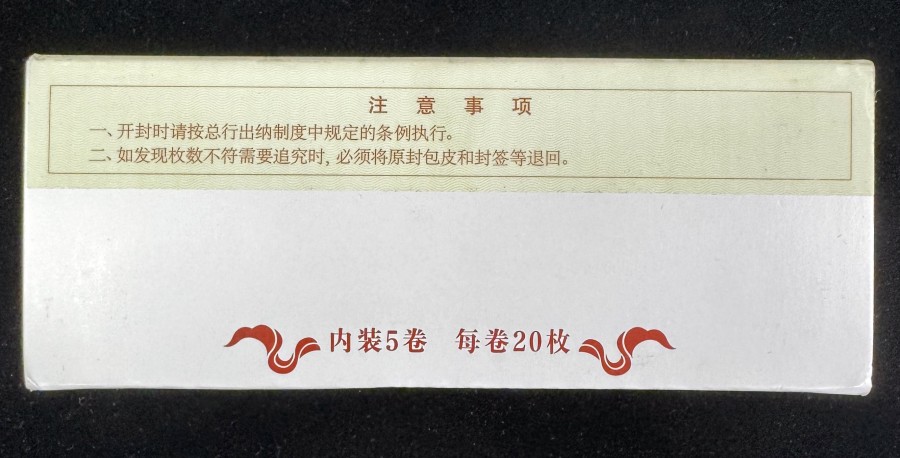 注意事项
一、开封时请按总行出纳制度中规定的条例执行。
二、如发现枚数不符需要追究时,必须将原封包皮和封签等退回。
内装5卷 每卷20枚